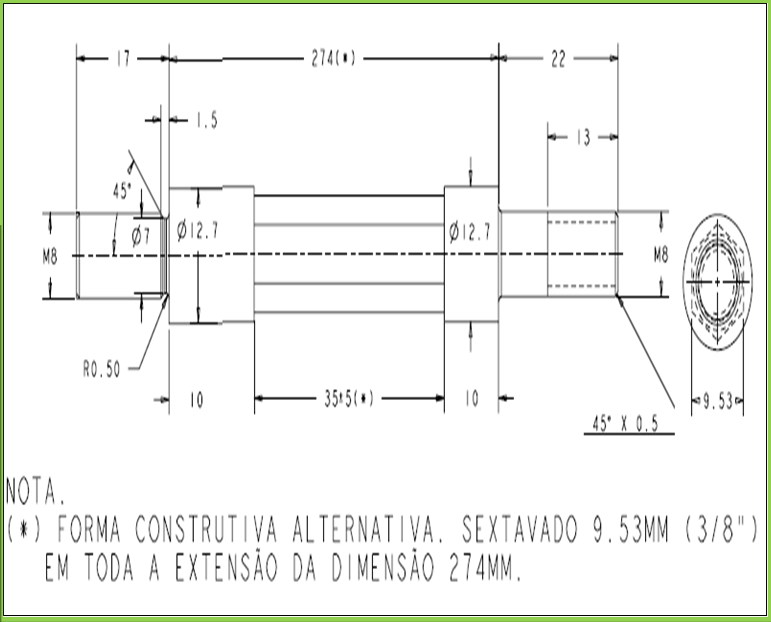 17
274(*)
22
1.5
13
45°
Ø7
Ø12.7
Ø12.7
M8
M8
R0.50
10
(*)
10
9.53
45° X 0.5
NOTA.
(*) FORMA CONSTRUTIVA ALTERNATIVA. SEXTAVADO 9.53MM (3/8")
EM TODA A EXTENSÃO DA DIMENSÃO 274MM.